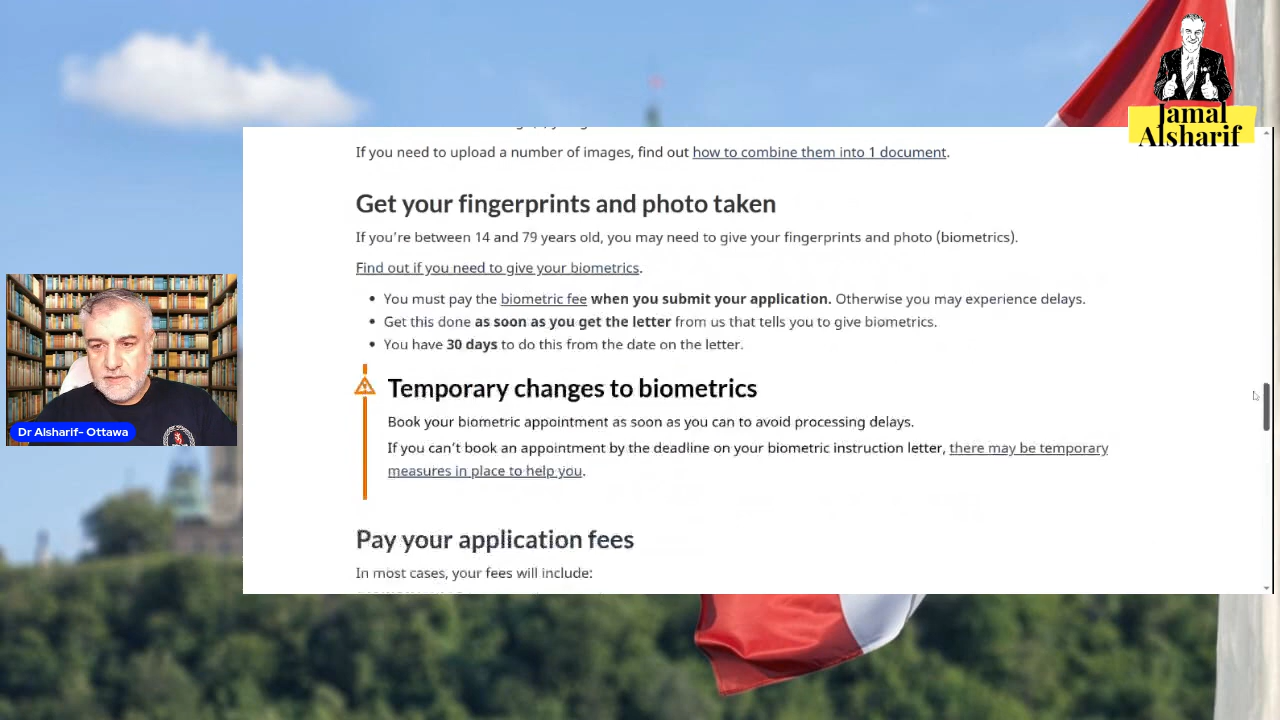 Jamal
Alsharif
If you need to upload a number of images, find out how to combine them into 1 document.
Get your fingerprints and photo taken
If you’re between 14 and 79 years old, you may need to give your fingerprints and photo (biometrics).
Find out if you need to give your biometrics.
• You must pay the biometric fee when you submit your application. Otherwise you may experience delays.
• Get this done as soon as you get the letter from us that tells you to give biometrics.
• You have 30 days to do this from the date on the letter.
Temporary changes to biometrics
Book your biometric appointment as soon as you can to avoid processing delays.
If you can’t book an appointment by the deadline on your biometric instruction letter, there may be temporary
measures in place to help you.
Dr Alsharif- Ottawa
Pay your application fees
In most cases, your fees will include: